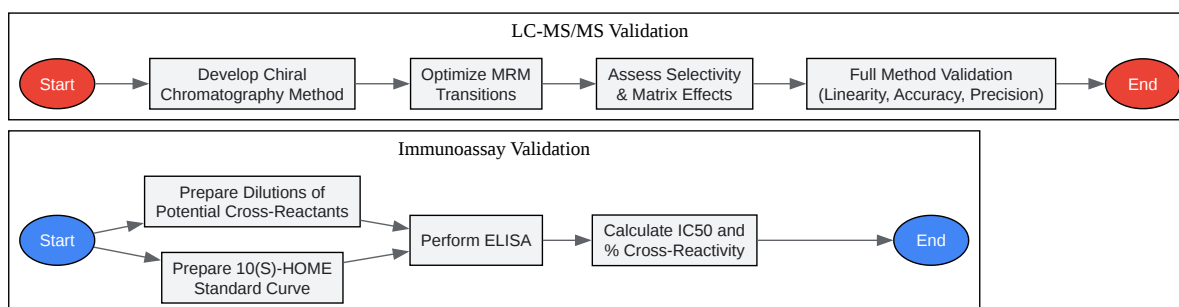 LC-MS/MS Validation
Start
Develop Chiral
Chromatography Method
Optimize MRM
Transitions
Assess Selectivity
& Matrix Effects
Full Method Validation
(Linearity, Accuracy, Precision)
End
Immunoassay Validation
Start
Prepare Dilutions of
Potential Cross-Reactants
Prepare 10(S)-HOME
Standard Curve
Perform ELISA
Calculate IC50 and
% Cross-Reactivity
End